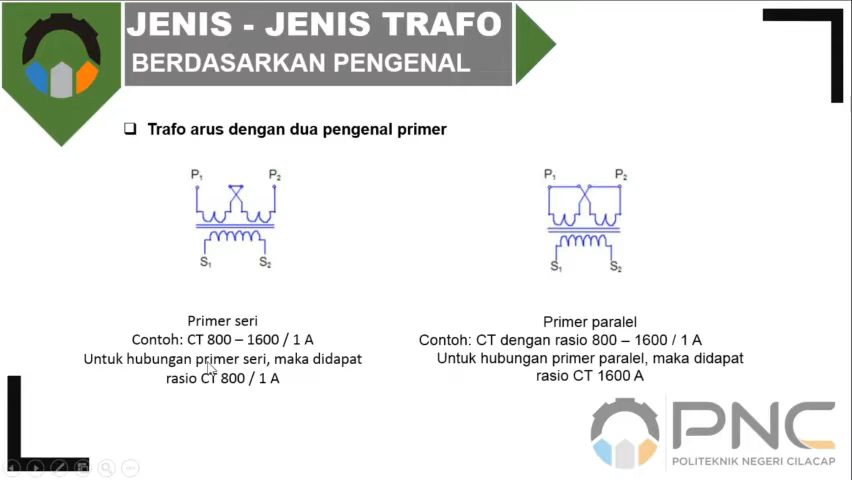 JENIS - JENIS TRAFO
BERDASARKAN PENGENAL
Trafo arus dengan dua pengenal primer
P1 P2
S1 S2
P1 P2
S1 S2
Primer seri
Contoh: CT 800 – 1600 / 1 A
Untuk hubungan primer seri, maka didapat
rasio CT 800 / 1 A
Primer paralel
Contoh: CT dengan rasio 800 – 1600 / 1 A
Untuk hubungan primer paralel, maka didapat
rasio CT 1600 A
PNC
POLITEKNIK NEGERI CILACAP